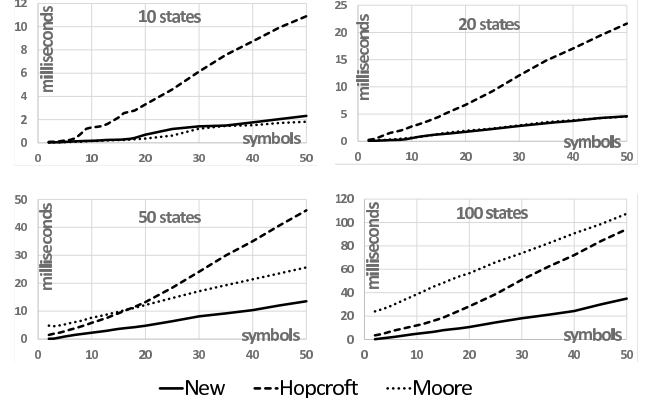 12
10
8
6
4
2
0
milliseconds
10 states
symbols
0 10 20 30 40 50
25
20
15
10
5
0
milliseconds
20 states
symbols
0 10 20 30 40 50
50
40
30
20
10
0
milliseconds
50 states
symbols
0 10 20 30 40 50
120
100
80
60
40
20
0
milliseconds
100 states
symbols
0 10 20 30 40 50
New Hopcroft Moore